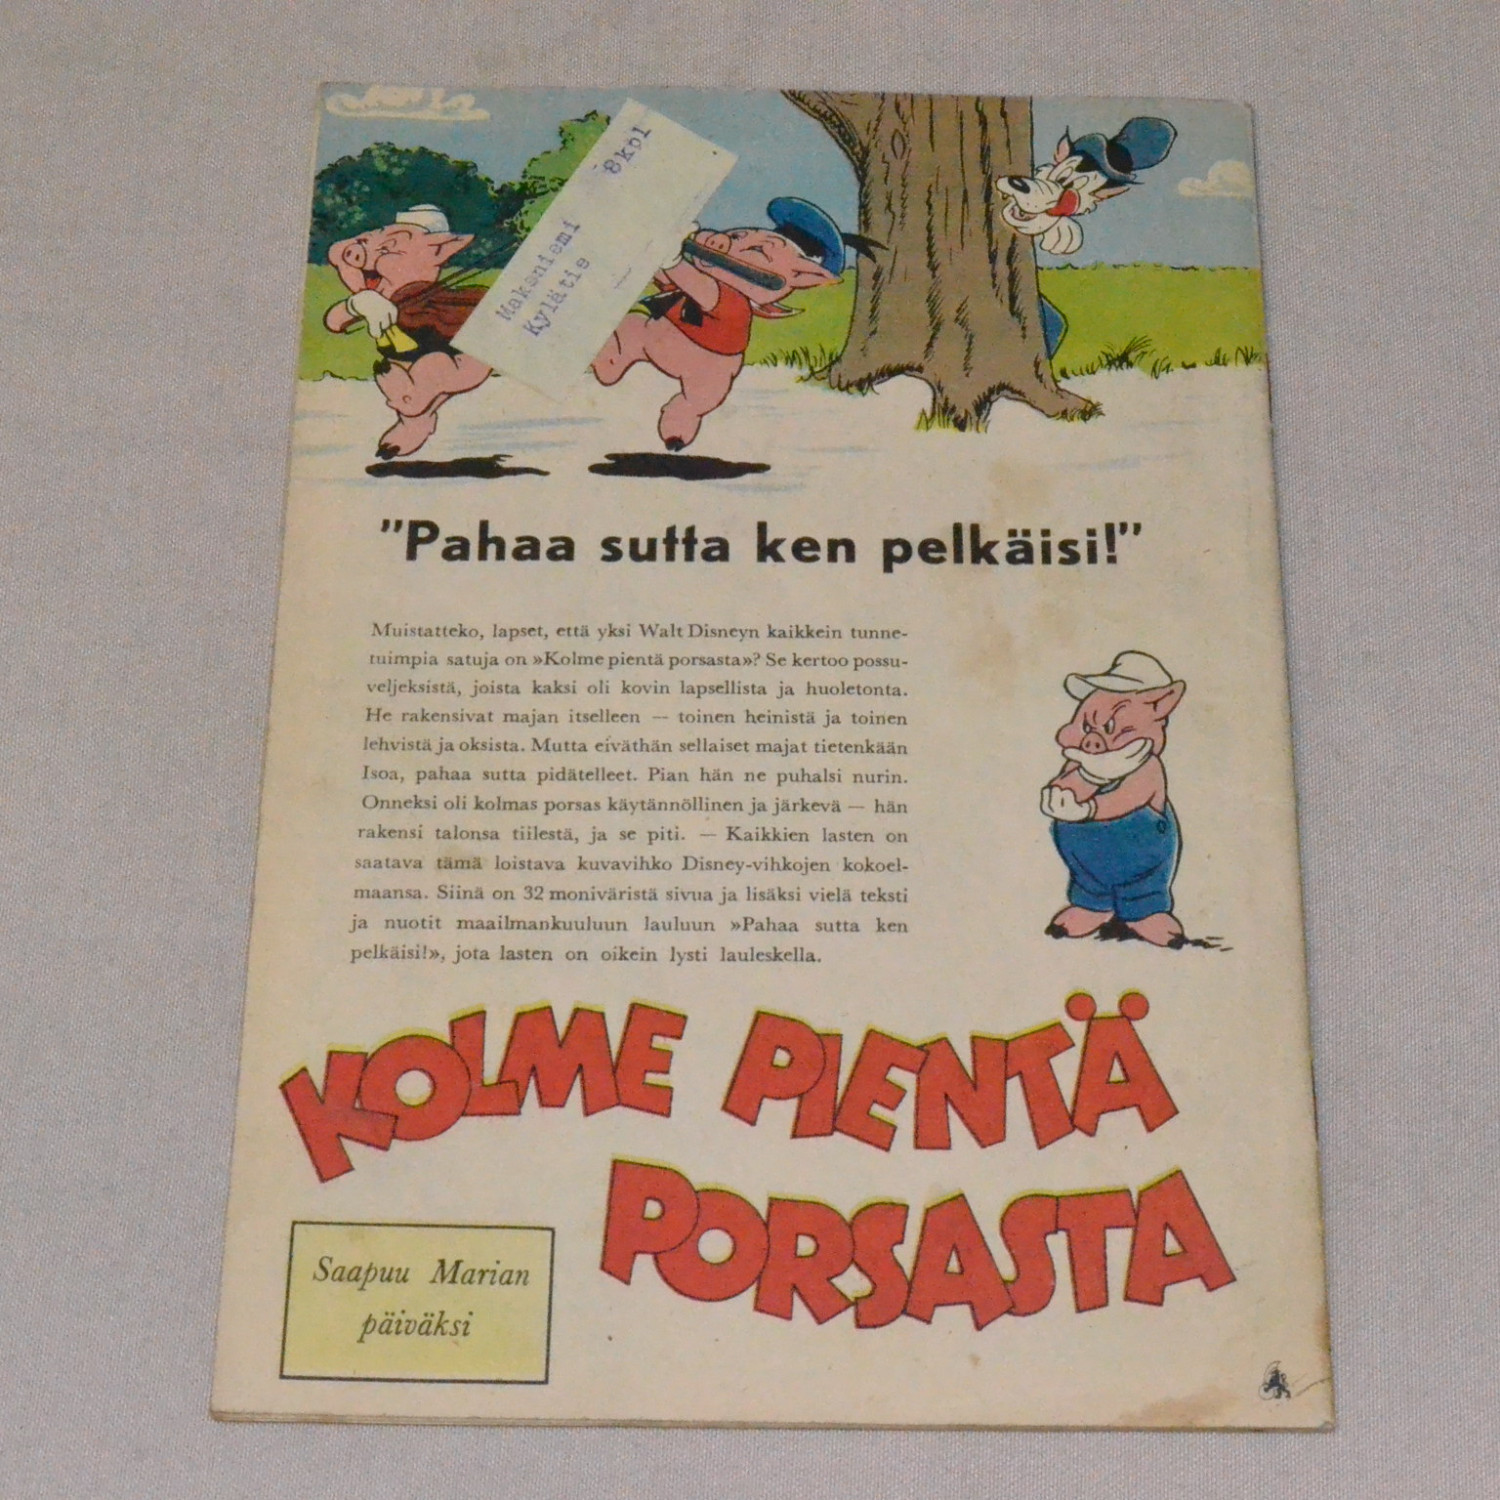 8kpl
Maksniemi
Kylätie
"Pahaa sutta ken pelkäisi!"
Muistatteko, lapset, että yksi Walt Disneyn kaikkein tunne-
tuimpia satuja on »Kolme pientä porsasta»? Se kertoo possu-
veljeksistä, joista kaksi oli kovin lapsellista ja huoletonta.
He rakensivat majan itselleen — toinen heinistä ja toinen
lehvistä ja oksista. Mutta eiväthän sellaiset majat tietenkään
Isoa, pahaa sutta pidätelleet. Pian hän ne puhalsi nurin.
Onneksi oli kolmas porsas käytännöllinen ja järkevä — hän
rakensi talonsa tiilestä, ja se piti. — Kaikkien lasten on
saatava tämä loistava kuvavihko Disney-vihkojen kokoel-
maansa. Siinä on 32 moniväristä sivua ja lisäksi vielä teksti
ja nuotit maailmankuuluun lauluun »Pahaa sutta ken
pelkäisi!», jota lasten on oikein lysti lauleskella.
KOLME PIENTÄ
PORSASTA
Saapuu Marian
päiväksi